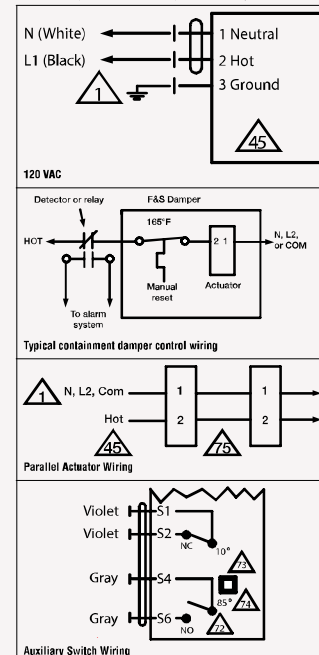 N (White)
1 Neutral
L1 (Black)
2 Hot
3 Ground
1
45
120 VAC
Detector or relay
F&S Damper
165°F
HOT
2 1
N, L2,
or COM
Manual
reset
Actuator
To alarm
system
Typical containment damper control wiring
1
N, L2, Com
1
1
Hot
2
2
45
75
Parallel Actuator Wiring
Violet
S1
Violet
S2
NC
10°
73
Gray
S4
85°
74
Gray
S6
NO
72
Auxiliary Switch Wiring